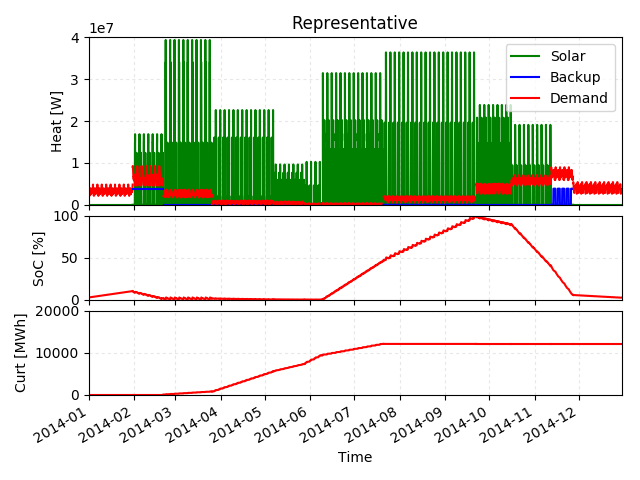 Representative
1e7
4
3
2
1
0
Heat [W]
Solar
Backup
Demand
100
50
0
SoC [%]
20000
10000
0
Curt [MWh]
2014-01
2014-02
2014-03
2014-04
2014-05
2014-06
2014-07
2014-08
2014-09
2014-10
2014-11
2014-12
Time